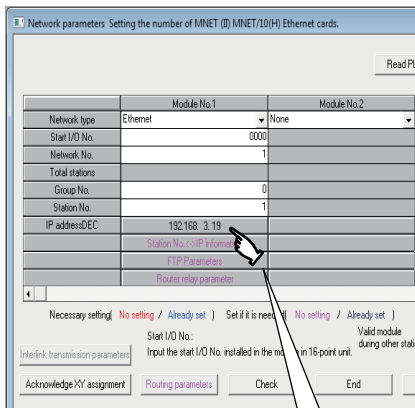 Network parameters Setting the number of MNET (II) MNET/10(H) Ethernet cards.
Read PL
Module No.1 Module No.2
Network type Ethernet None
Start I/O No. 0000
Network No. 1
Total stations
Group No. 0
Station No. 1
IP addressDEC 192.168. 3. 19
Station No.<->IP informat
FTP Parameters
Router relay parameter
Necessary setting( No setting / Already set ) Set if it is needed( No setting / Already set )
Start I/O No.: Valid module
Input the start I/O No. installed in the module in 16-point unit. during other stati
Interlink transmission parameters
Acknowledge XY assignment Routing parameters Check End